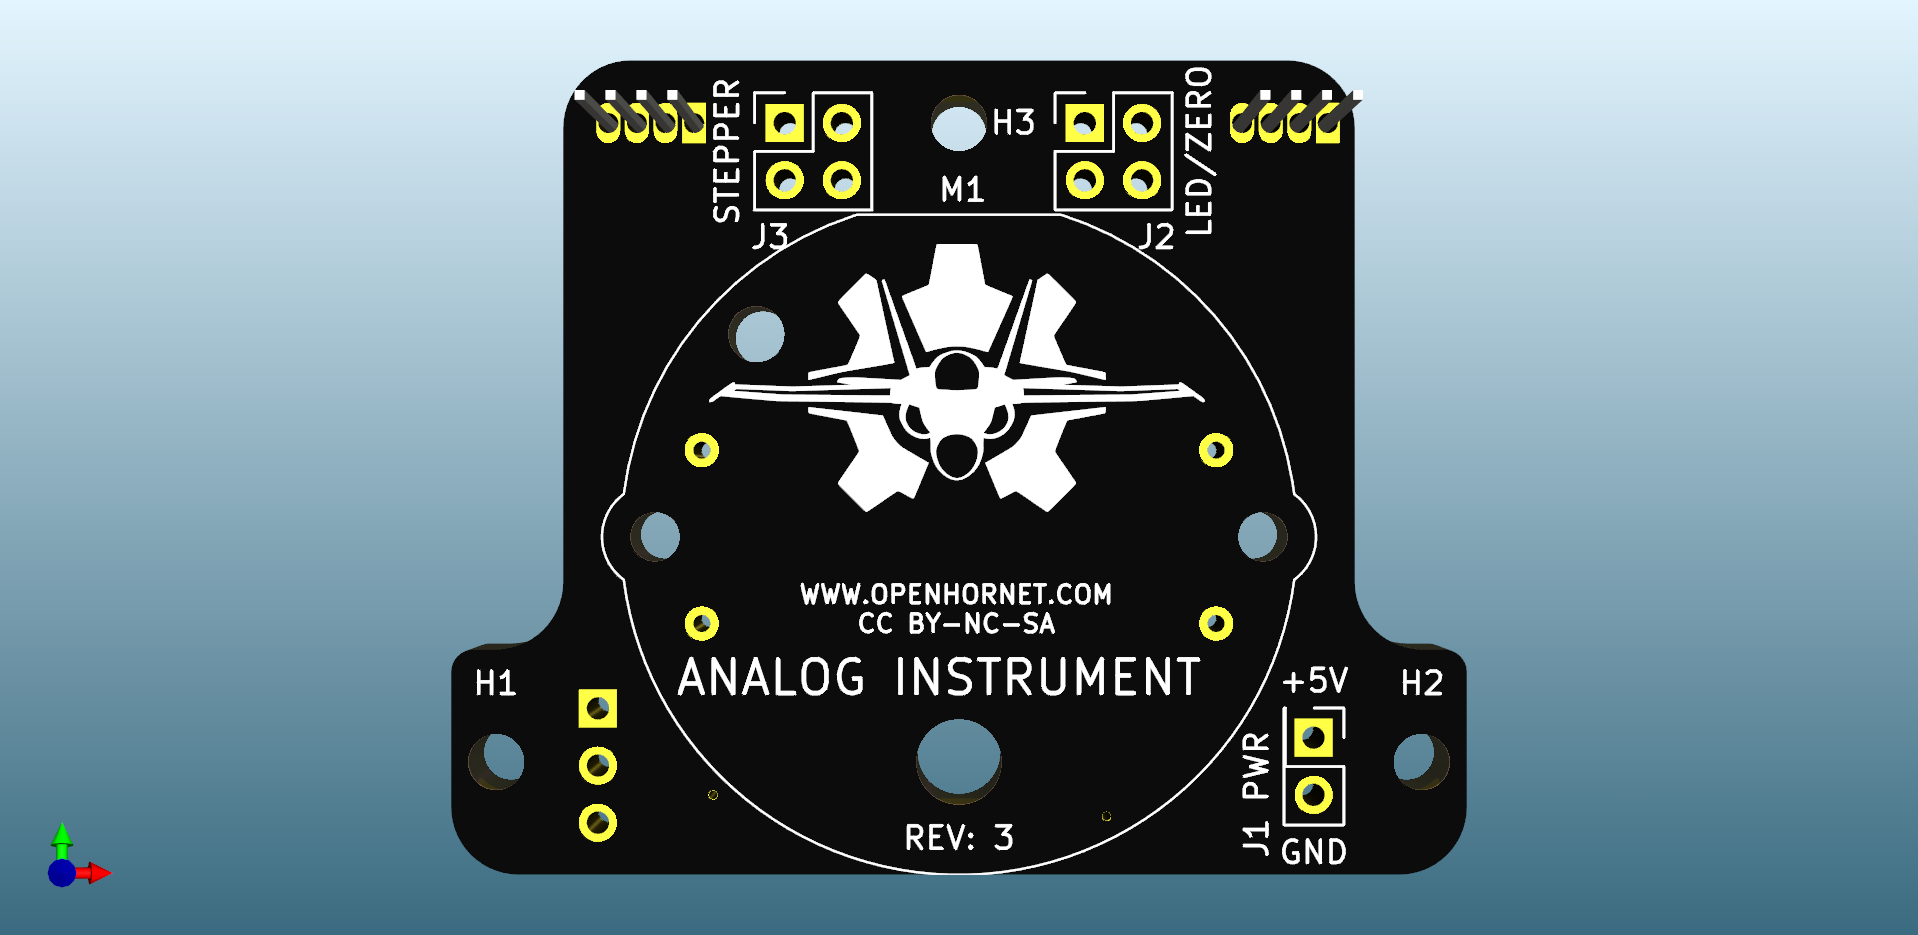 STEPPER
H3
LED/ZERO
M1
J3
J2
WWW.OPENHORNET.COM
CC BY-NC-SA
ANALOG INSTRUMENT
H1
+5V
H2
J1 PWR
REV: 3
GND